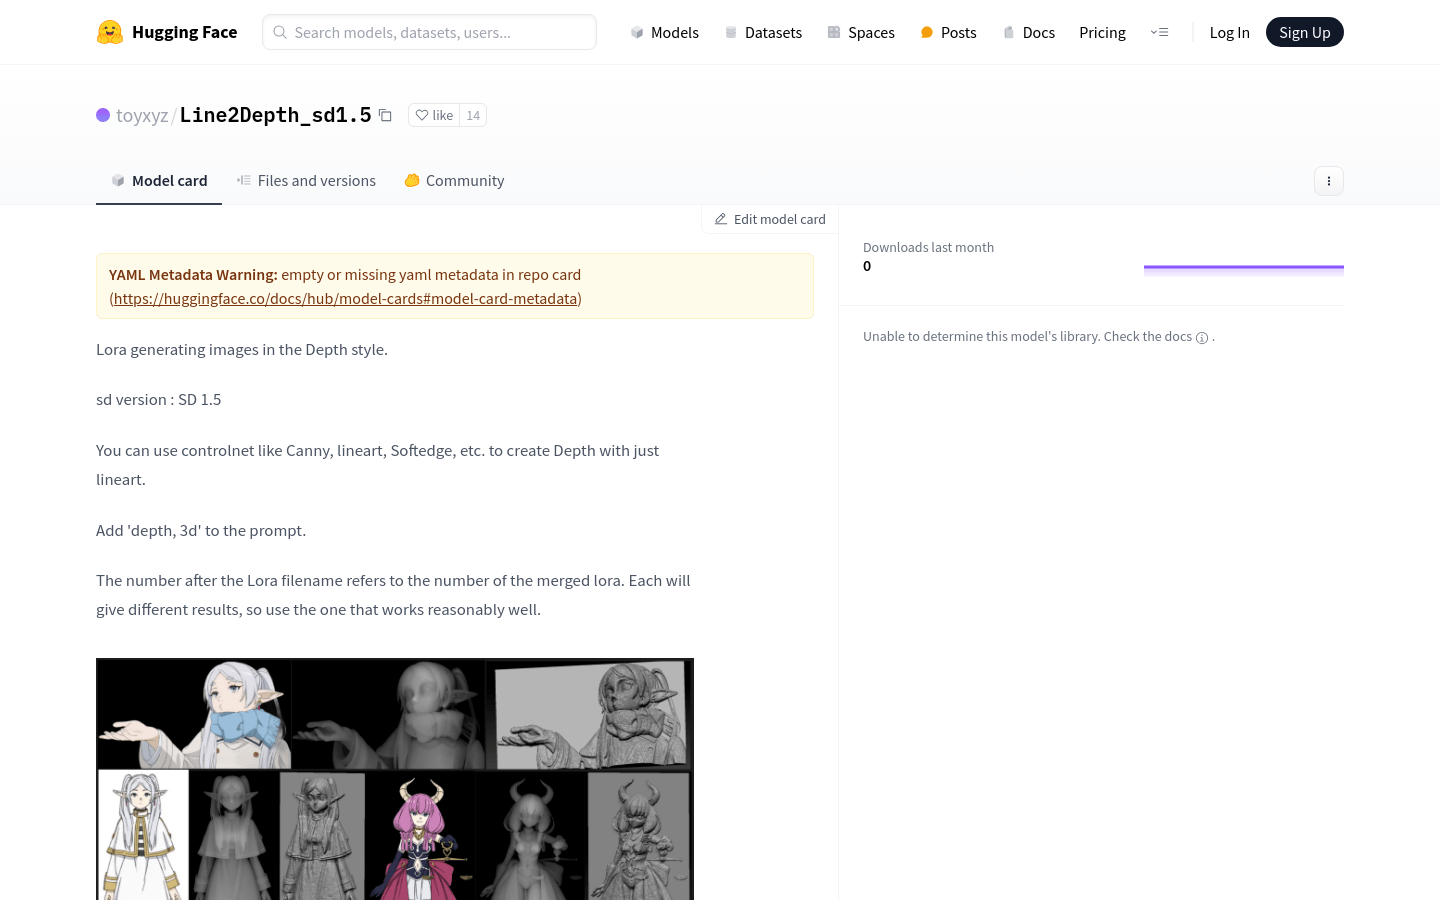 Hugging Face
Search models, datasets, users...
Models
Datasets
Spaces
Posts
Docs
Pricing
Log In
Sign Up
toyxyz/Line2Depth_sd1.5
like
14
Model card
Files and versions
Community
Edit model card
YAML Metadata Warning: empty or missing yaml metadata in repo card
(https://huggingface.co/docs/hub/model-cards#model-card-metadata)
Lora generating images in the Depth style.
sd version : SD 1.5
You can use controlnet like Canny, lineart, Softedge, etc. to create Depth with just
lineart.
Add 'depth, 3d' to the prompt.
The number after the Lora filename refers to the number of the merged lora. Each will
give different results, so use the one that works reasonably well.
Downloads last month
0
Unable to determine this model's library. Check the docs .